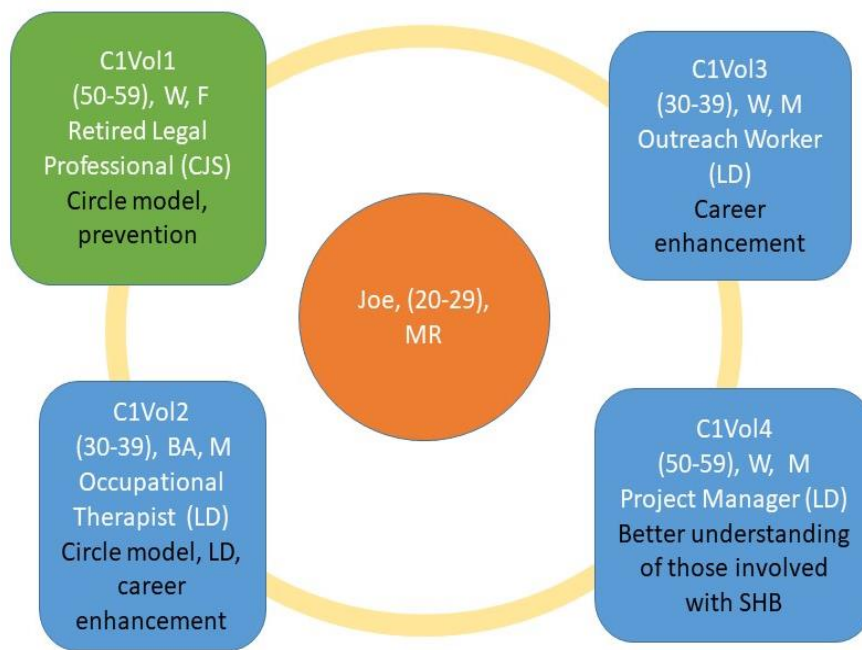 C1Vol1
(50-59), W, F
Retired Legal
Professional (CJS)
Circle model,
prevention
C1Vol3
(30-39), W, M
Outreach Worker
(LD)
Career
enhancement
Joe, (20-29),
MR
C1Vol2
(30-39), BA, M
Occupational
Therapist (LD)
Circle model, LD,
career
enhancement
C1Vol4
(50-59), W, M
Project Manager (LD)
Better understanding
of those involved
with SHB